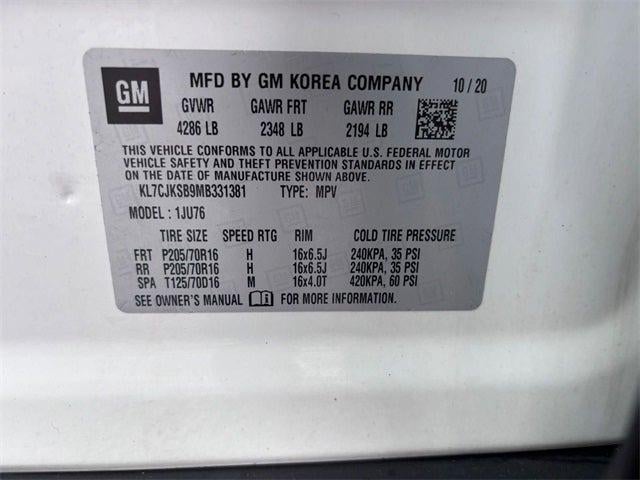 GM MFD BY GM KOREA COMPANY 10/20
GVWR GAWR FRT GAWR RR
4286 LB 2348 LB 2194 LB
THIS VEHICLE CONFORMS TO ALL APPLICABLE U.S. FEDERAL MOTOR
VEHICLE SAFETY AND THEFT PREVENTION STANDARDS IN EFFECT
ON THE DATE OF MANUFACTURE SHOWN ABOVE.
KL7CJKSB9MB331381 TYPE: MPV
MODEL: 1JU76
TIRE SIZE SPEED RTG RIM COLD TIRE PRESSURE
FRT P205/70R16 H 16x6.5J 240KPA, 35 PSI
RR P205/70R16 H 16x6.5J 240KPA, 35 PSI
SPA T125/70D16 M 16x4.0T 420KPA, 60 PSI
SEE OWNER'S MANUAL FOR MORE INFORMATION.